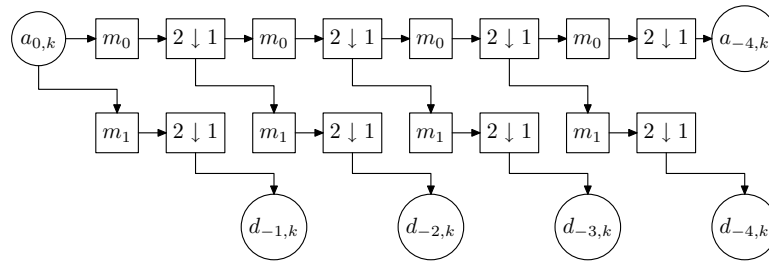 a_{0,k} m_0 2 ↓ 1 m_0 2 ↓ 1 m_0 2 ↓ 1 m_0 2 ↓ 1 a_{−4,k}
m_1 2 ↓ 1 m_1 2 ↓ 1 m_1 2 ↓ 1 m_1 2 ↓ 1
d_{−1,k} d_{−2,k} d_{−3,k} d_{−4,k}